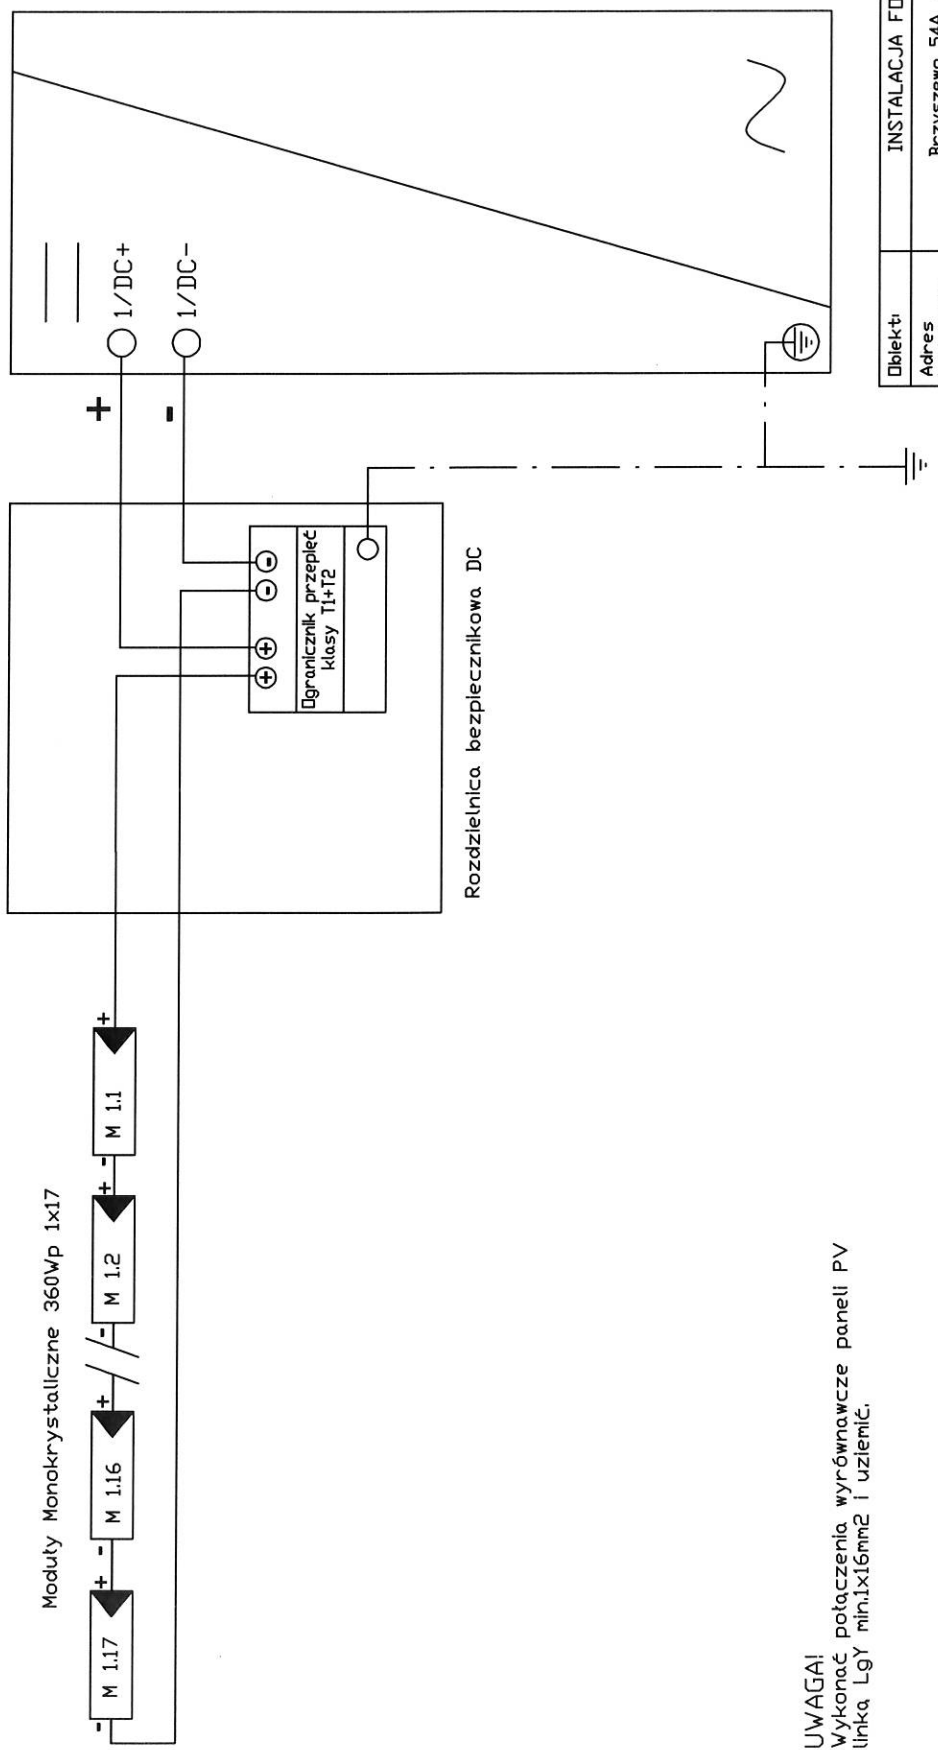 Moduły Monokrystaliczne 360Wp 1x17
-
M 1.17
+
-
M 1.16
+
-
M 1.2
+
-
M 1.1
+
+
-
1/DC+
1/DC-
+
+
-
-
Ogranicznik przepięć
klasy T1+T2
Rozdzielnica bezpiecznikowa DC
UWAGA!
Wykonać połączenia wyrównawcze paneli PV
linką LgY min.1x16mm2 i uziemić.
Obiekt:
INSTALACJA
Adres
54A